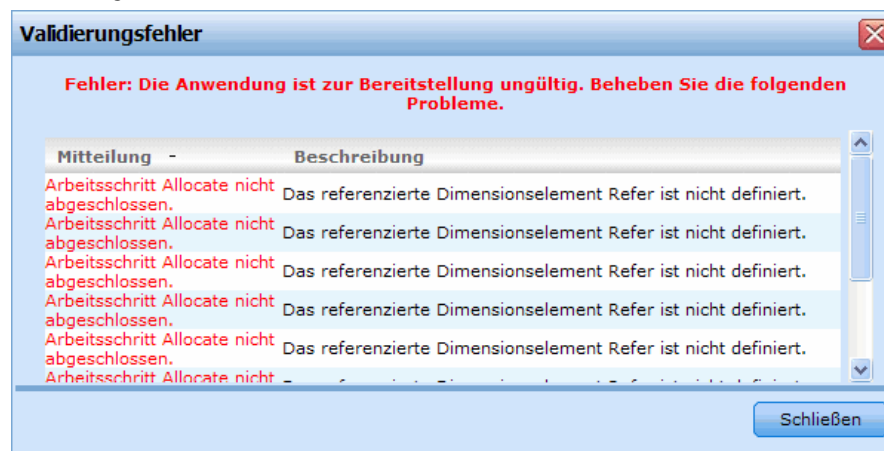 Validierungsfehler
Fehler: Die Anwendung ist zur Bereitstellung ungültig. Beheben Sie die folgenden
Probleme.
Mitteilung - Beschreibung
Arbeitsschritt Allocate nicht
abgeschlossen.
Das referenzierte Dimensionselement Refer ist nicht definiert.
Arbeitsschritt Allocate nicht
abgeschlossen.
Das referenzierte Dimensionselement Refer ist nicht definiert.
Arbeitsschritt Allocate nicht
abgeschlossen.
Das referenzierte Dimensionselement Refer ist nicht definiert.
Arbeitsschritt Allocate nicht
abgeschlossen.
Das referenzierte Dimensionselement Refer ist nicht definiert.
Arbeitsschritt Allocate nicht
abgeschlossen.
Das referenzierte Dimensionselement Refer ist nicht definiert.
Arbeitsschritt Allocate nicht
Schließen